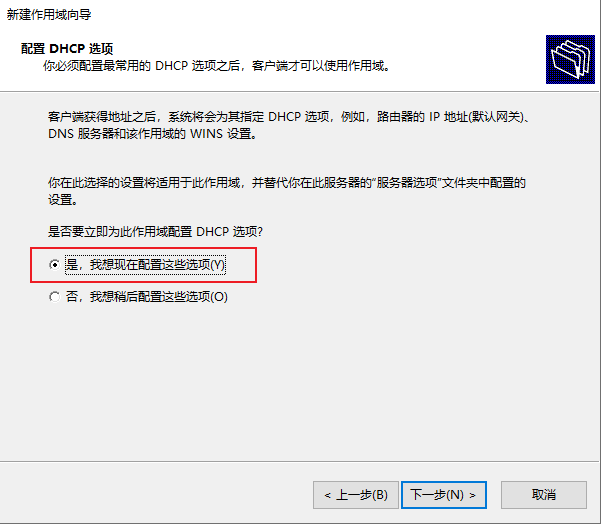 新建作用域向导
配置 DHCP 选项
你必须配置最常用的 DHCP 选项之后，客户端才可以使用作用域。
客户端获得地址之后，系统将会为其指定 DHCP 选项，例如，路由器的 IP 地址(默认网关)、
DNS 服务器和该作用域的 WINS 设置。
你在此选择的设置将适用于此作用域，并替代你在此服务器的“服务器选项”文件夹中配置的
设置。
是否要立即为此作用域配置 DHCP 选项?
是，我想现在配置这些选项(Y)
否，我想稍后配置这些选项(O)
< 上一步(B)
下一步(N) >
取消